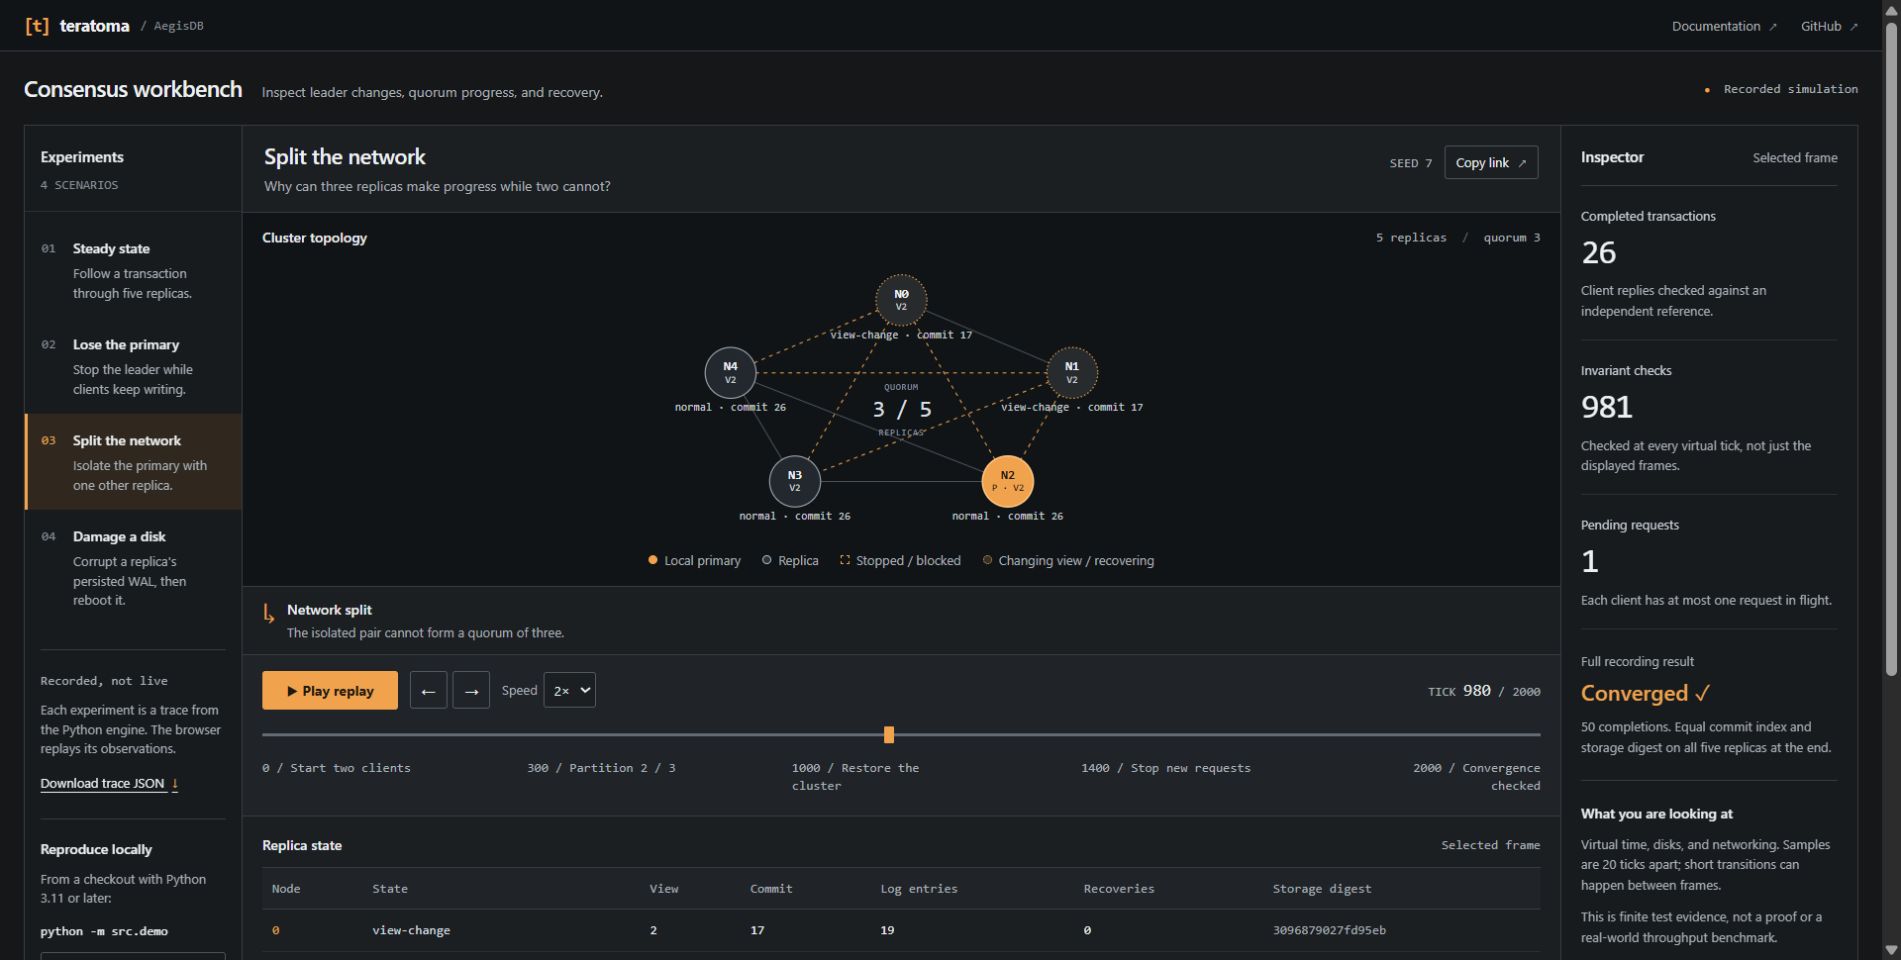 [t] teratoma / AegisDB
Documentation ↗ GitHub ↗
Consensus workbench Inspect leader changes, quorum progress, and recovery.
Recorded simulation
Experiments
4 SCENARIOS
01 Steady state
Follow a transaction
through five replicas.
02 Lose the primary
Stop the leader while
clients keep writing.
03 Split the network
Isolate the primary with
one other replica.
04 Damage a disk
Corrupt a replica's
persisted WAL, then
reboot it.
Recorded, not live
Each experiment is a trace from
the Python engine. The browser
replays its observations.
Download trace JSON ↓
Reproduce locally
From a checkout with Python
3.11 or later:
python -m src.demo
Split the network
Why can three replicas make progress while two cannot?
SEED 7 Copy link ↗
Cluster topology
5 replicas / quorum 3
N0
V2
view-change · commit 17
N4
V2
normal · commit 26
N1
V2
view-change · commit 17
QUORUM
3 / 5
REPLICAS
N3
V2
normal · commit 26
N2
P · V2
normal · commit 26
Local primary Replica Stopped / blocked Changing view / recovering
Network split
The isolated pair cannot form a quorum of three.
▶ Play replay ← → Speed 2×
TICK 980 / 2000
0 / Start two clients
300 / Partition 2 / 3
1000 / Restore the
cluster
1400 / Stop new requests
2000 / Convergence
checked
Replica state
Selected frame
Node State View Commit Log entries Recoveries Storage digest
0 view-change 2 17 19 0 3096879027fd95eb
Inspector Selected frame
Completed transactions
26
Client replies checked against an
independent reference.
Invariant checks
981
Checked at every virtual tick, not just the
displayed frames.
Pending requests
1
Each client has at most one request in flight.
Full recording result
Converged ✓
50 completions. Equal commit index and
storage digest on all five replicas at the end.
What you are looking at
Virtual time, disks, and networking. Samples
are 20 ticks apart; short transitions can
happen between frames.
This is finite test evidence, not a proof or a
real-world throughput benchmark.